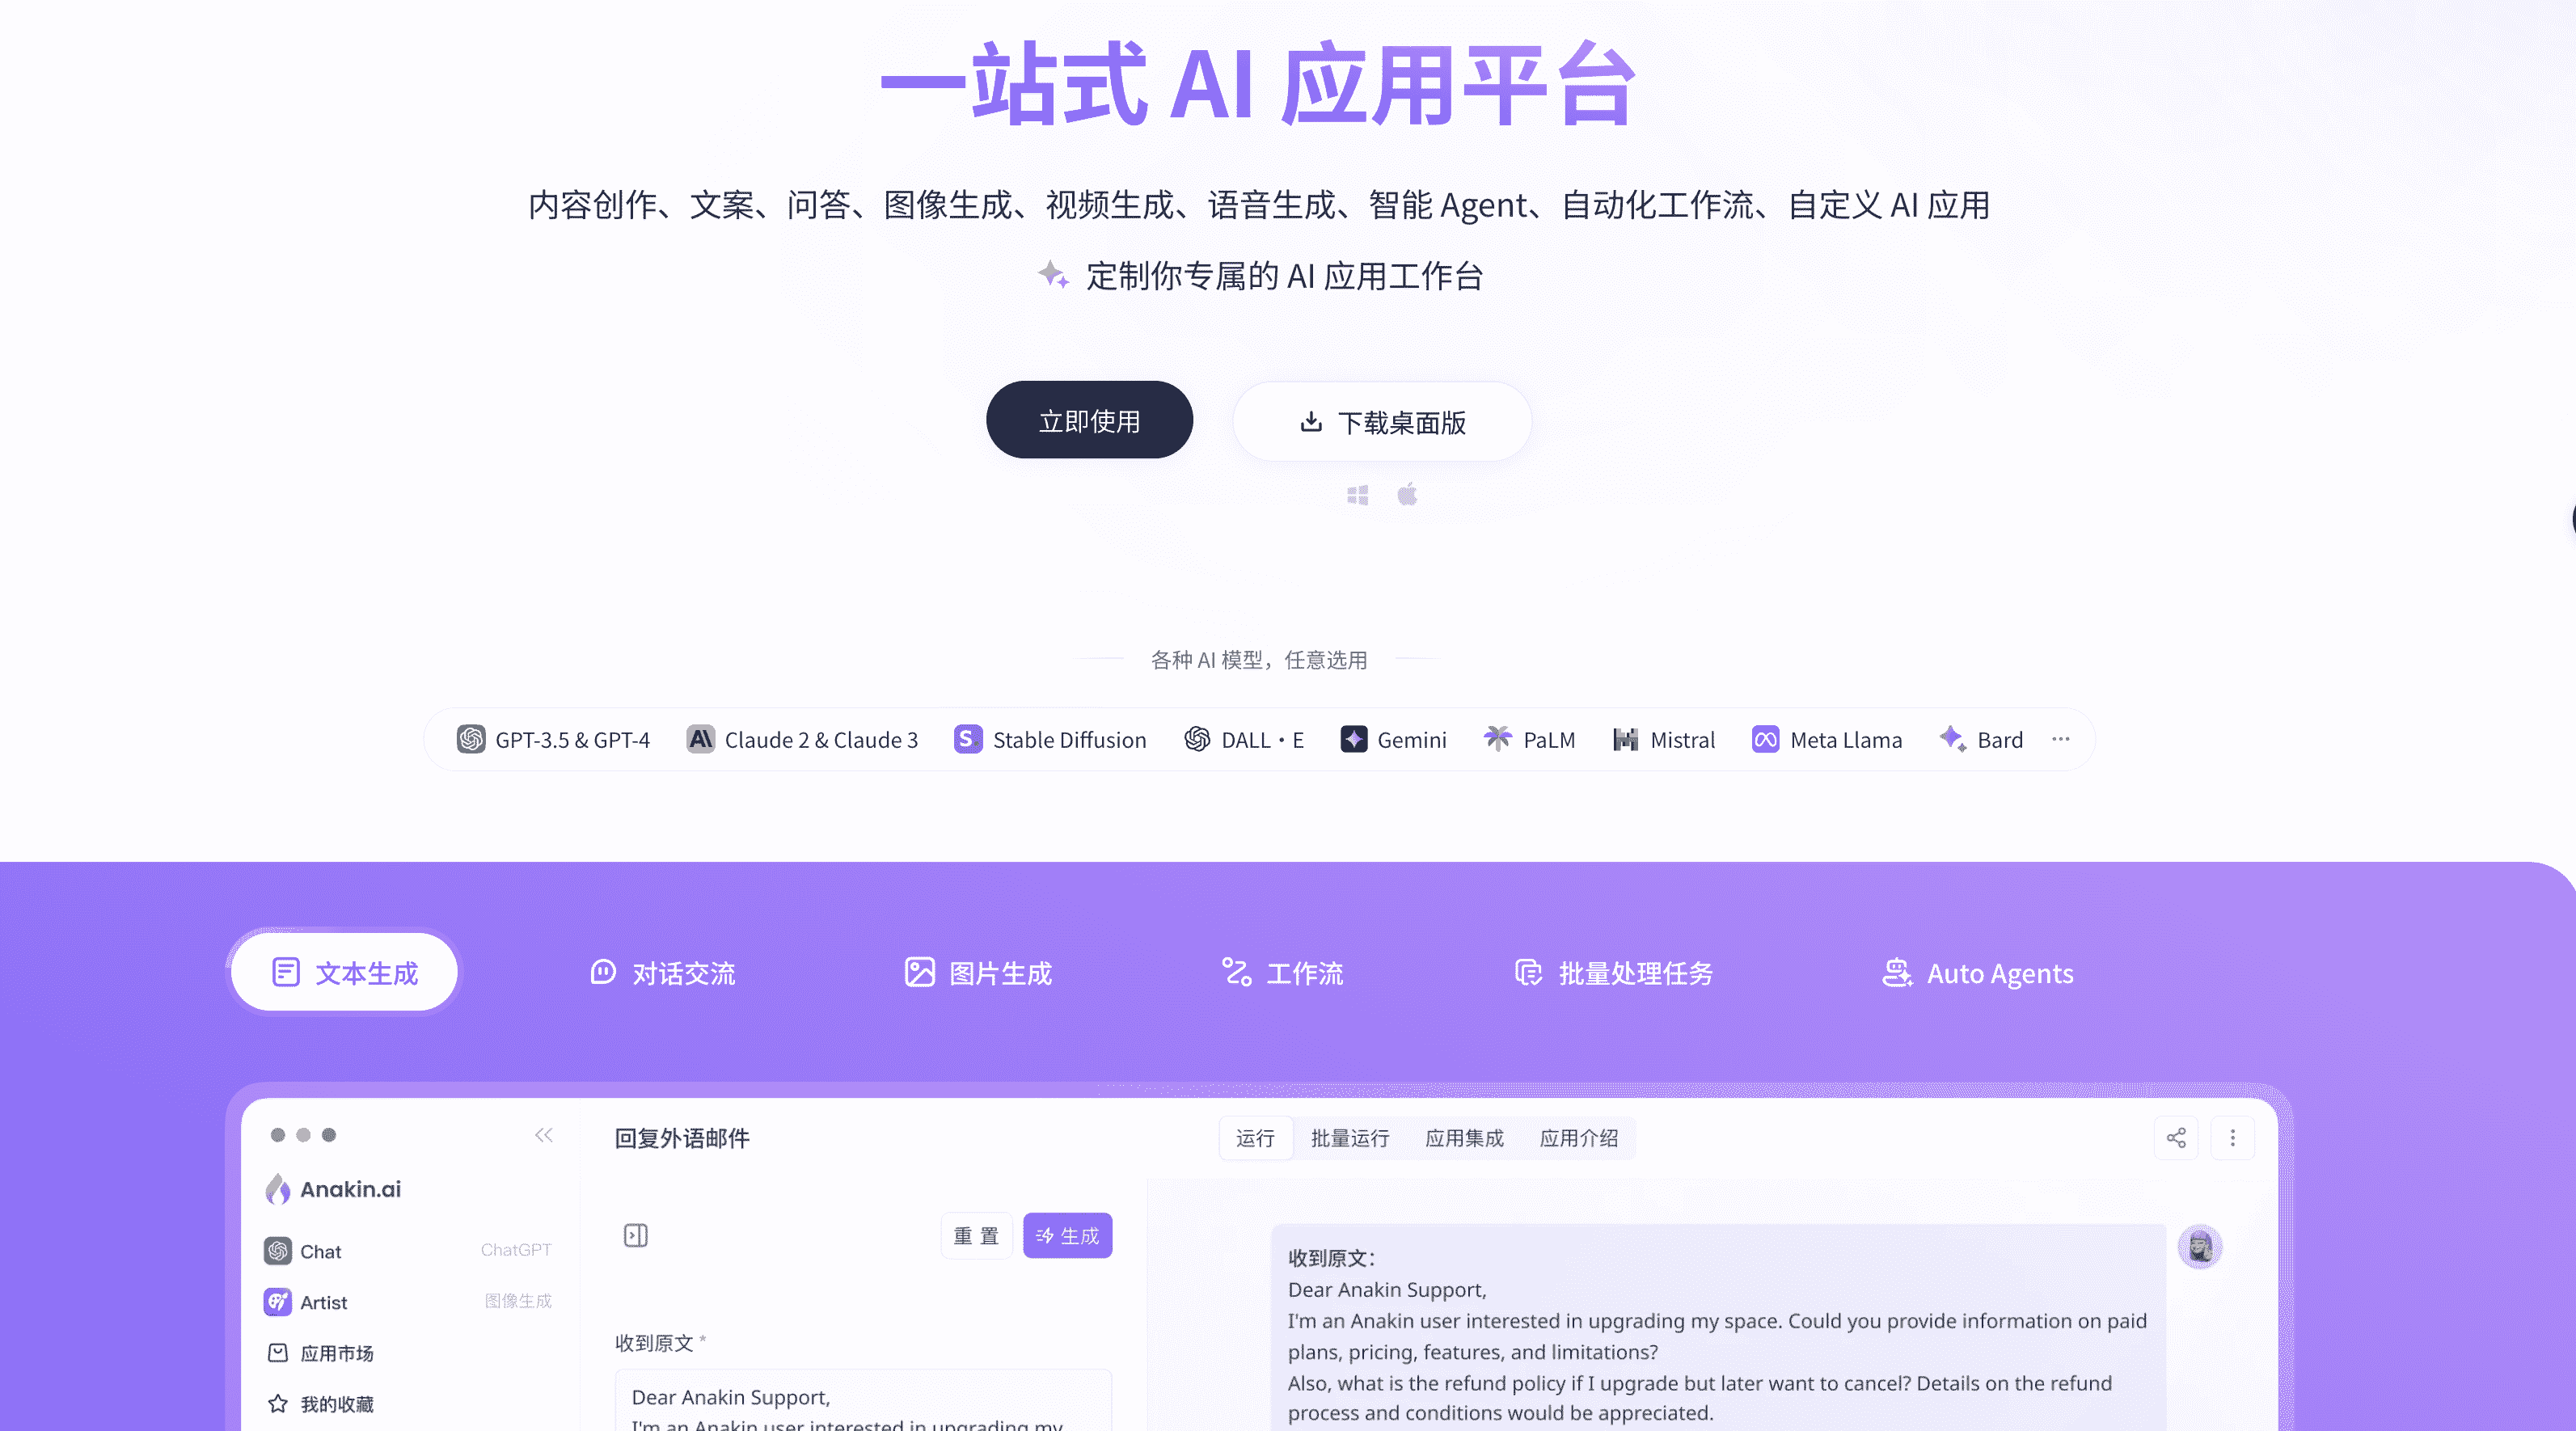 一站式 AI 应用平台
内容创作、文案、问答、图像生成、视频生成、语音生成、智能 Agent、自动化工作流、自定义 AI 应用
定制你专属的 AI 应用工作台
立即使用
下载桌面版
各种 AI 模型，任意选用
GPT-3.5 & GPT-4
Claude 2 & Claude 3
Stable Diffusion
DALL・E
Gemini
PaLM
Mistral
Meta Llama
Bard
文本生成
对话交流
图片生成
工作流
批量处理任务
Auto Agents
Anakin.ai
Chat
ChatGPT
Artist
图像生成
应用市场
我的收藏
回复外语邮件
运行
批量运行
应用集成
应用介绍
重 置
生成
收到原文 *
Dear Anakin Support,
I'm an Anakin user interested in upgrading my
收到原文：
Dear Anakin Support,
I'm an Anakin user interested in upgrading my space. Could you provide information on paid
plans, pricing, features, and limitations?
Also, what is the refund policy if I upgrade but later want to cancel? Details on the refund
process and conditions would be appreciated.